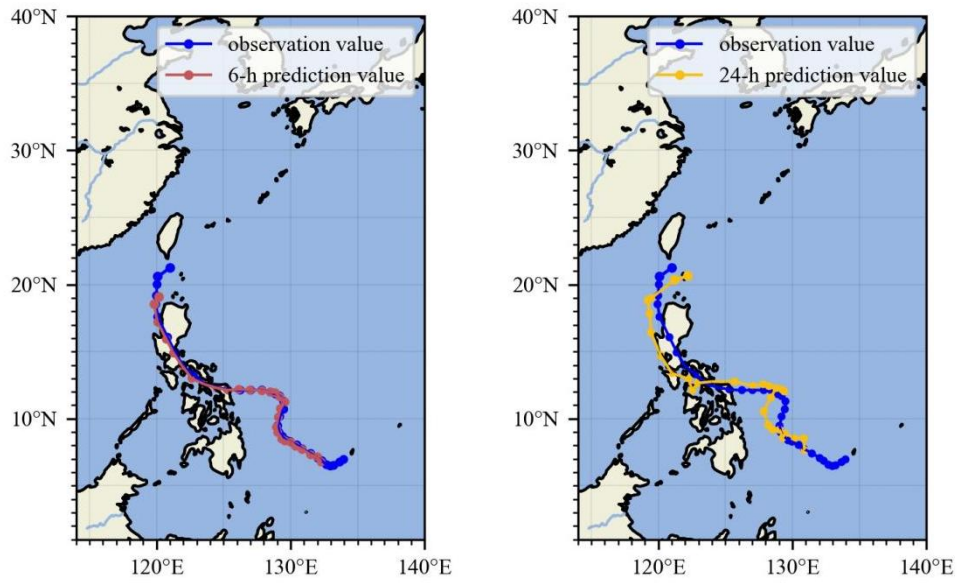 40°N
observation value
6-h prediction value
30°N
20°N
10°N
120°E 130°E 140°E
40°N
observation value
24-h prediction value
30°N
20°N
10°N
120°E 130°E 140°E